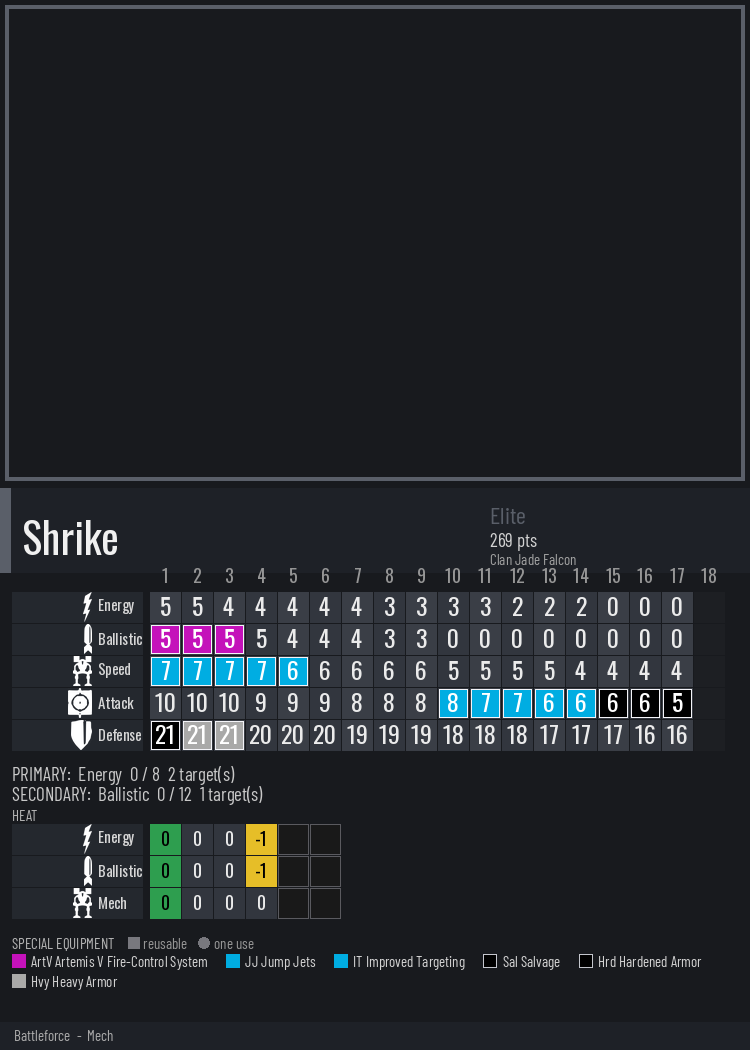 Shrike
Elite
269 pts
Clan Jade Falcon
1 2 3 4 5 6 7 8 9 10 11 12 13 14 15 16 17 18
Energy 5 5 4 4 4 4 4 3 3 3 3 2 2 2 0 0 0
Ballistic 5 5 5 5 4 4 4 3 3 0 0 0 0 0 0 0 0
Speed 7 7 7 7 6 6 6 6 6 5 5 5 5 4 4 4 4
Attack 10 10 10 9 9 9 8 8 8 8 7 7 6 6 6 6 5
Defense 21 21 21 20 20 20 19 19 19 18 18 18 17 17 17 16 16
PRIMARY: Energy 0 / 8 2 target(s)
SECONDARY: Ballistic 0 / 12 1 target(s)
HEAT
Energy 0 0 0 -1
Ballistic 0 0 0 -1
Mech 0 0 0 0
SPECIAL EQUIPMENT reusable one use
ArtV Artemis V Fire-Control System JJ Jump Jets IT Improved Targeting Sal Salvage Hrd Hardened Armor
Hvy Heavy Armor
Battleforce - Mech